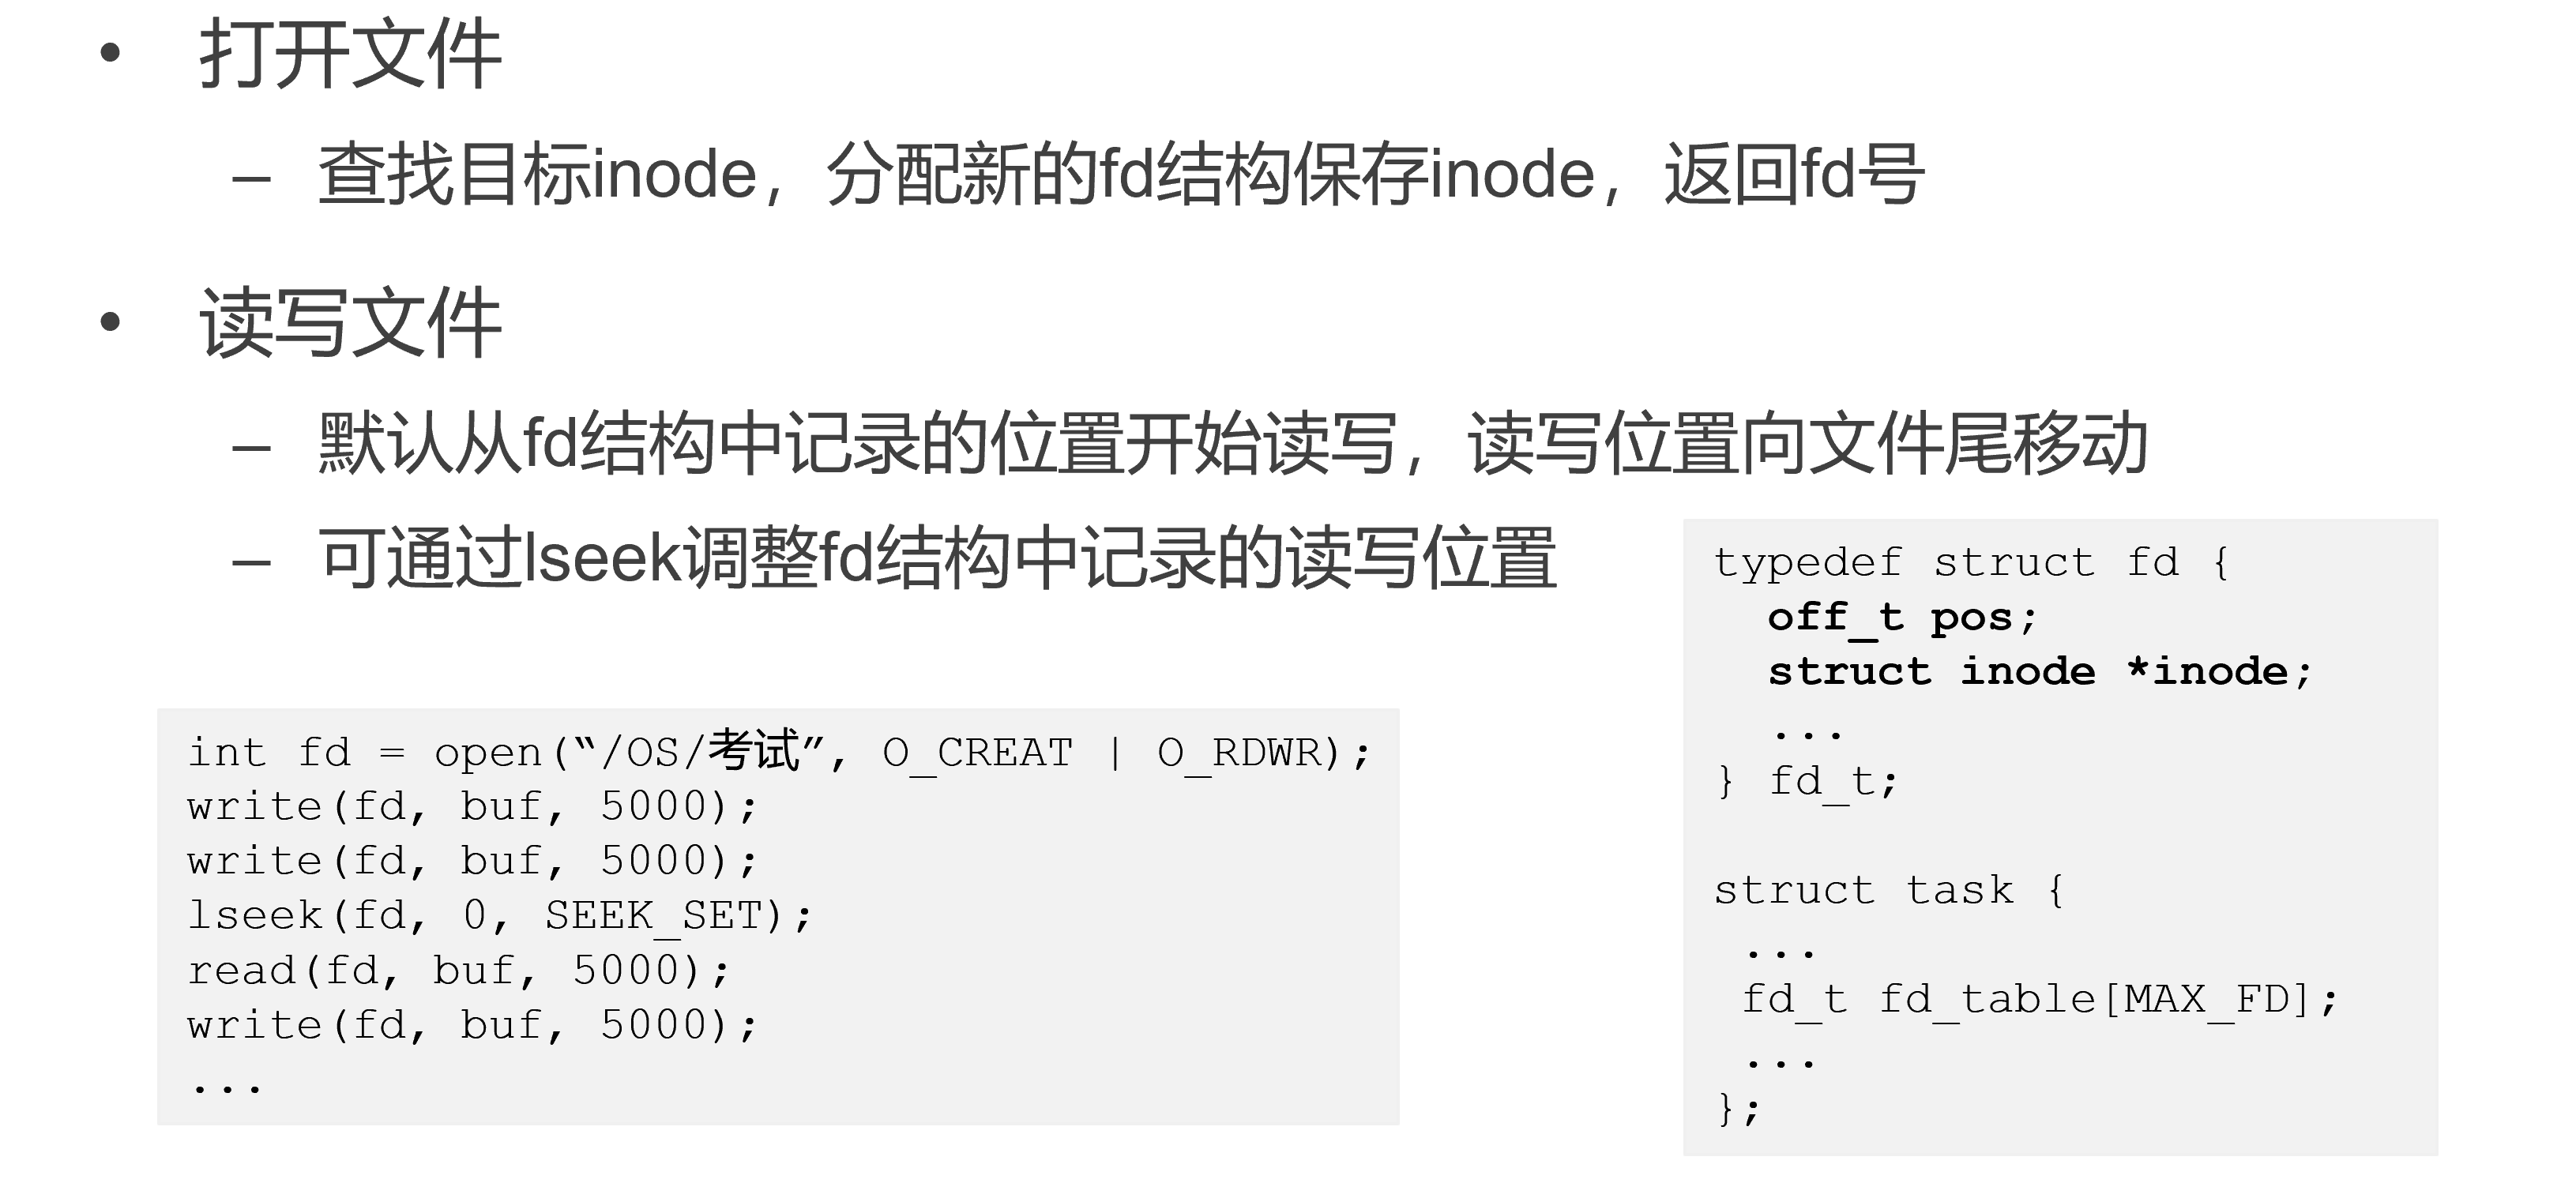 • 打开文件
– 查找目标inode，分配新的fd结构保存inode，返回fd号
• 读写文件
– 默认从fd结构中记录的位置开始读写，读写位置向文件尾移动
– 可通过lseek调整fd结构中记录的读写位置
int fd = open(“/OS/考试”, O_CREAT | O_RDWR);
write(fd, buf, 5000);
write(fd, buf, 5000);
lseek(fd, 0, SEEK_SET);
read(fd, buf, 5000);
write(fd, buf, 5000);
...
typedef struct fd {
off_t pos;
struct inode *inode;
...
} fd_t;
struct task {
...
fd_t fd_table[MAX_FD];
...
};